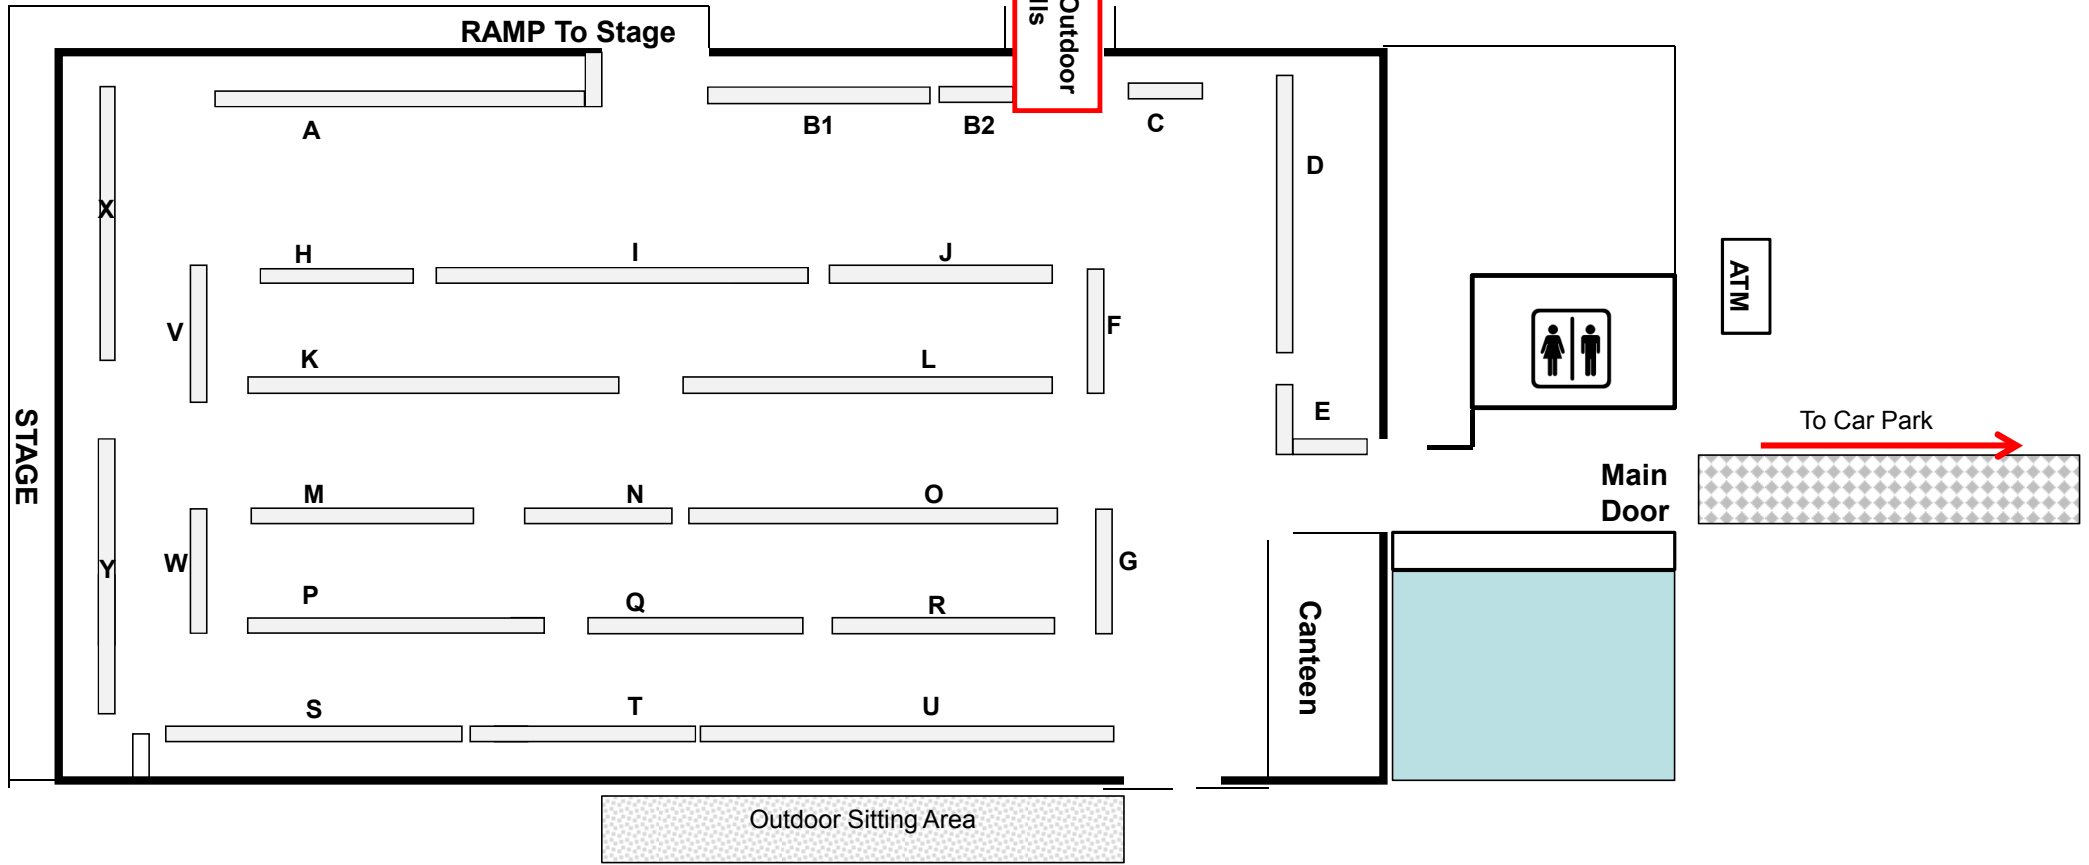 Outdoor
lls
RAMP To Stage
A
B1
B2
C
D
X
H
I
J
V
F
K
L
E
ATM
To Car Park
STAGE
M
N
O
Main
Door
W
G
Y
P
Q
R
Canteen
S
T
U
Outdoor Sitting Area